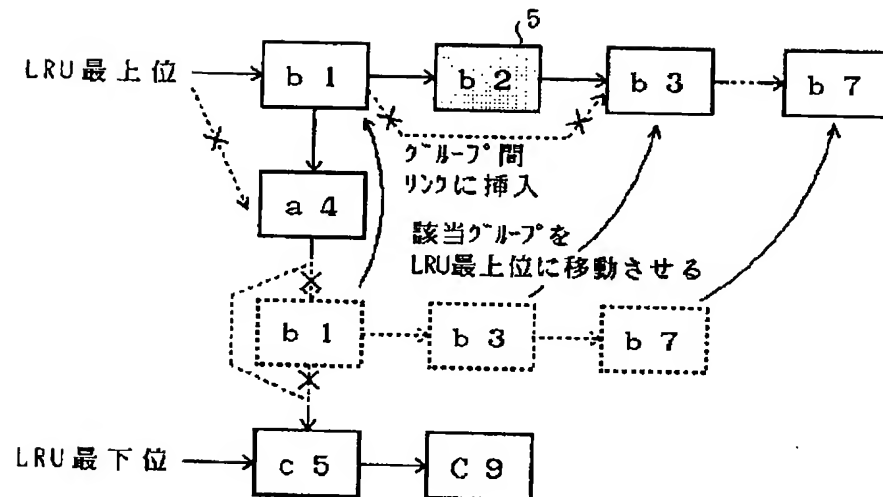 5
LRU最上位
b 1
b 2
b 3
b 7
グループ間
リンクに挿入
a 4
該当グループを
LRU最上位に移動させる
b 1
b 3
b 7
LRU最下位
c 5
C 9